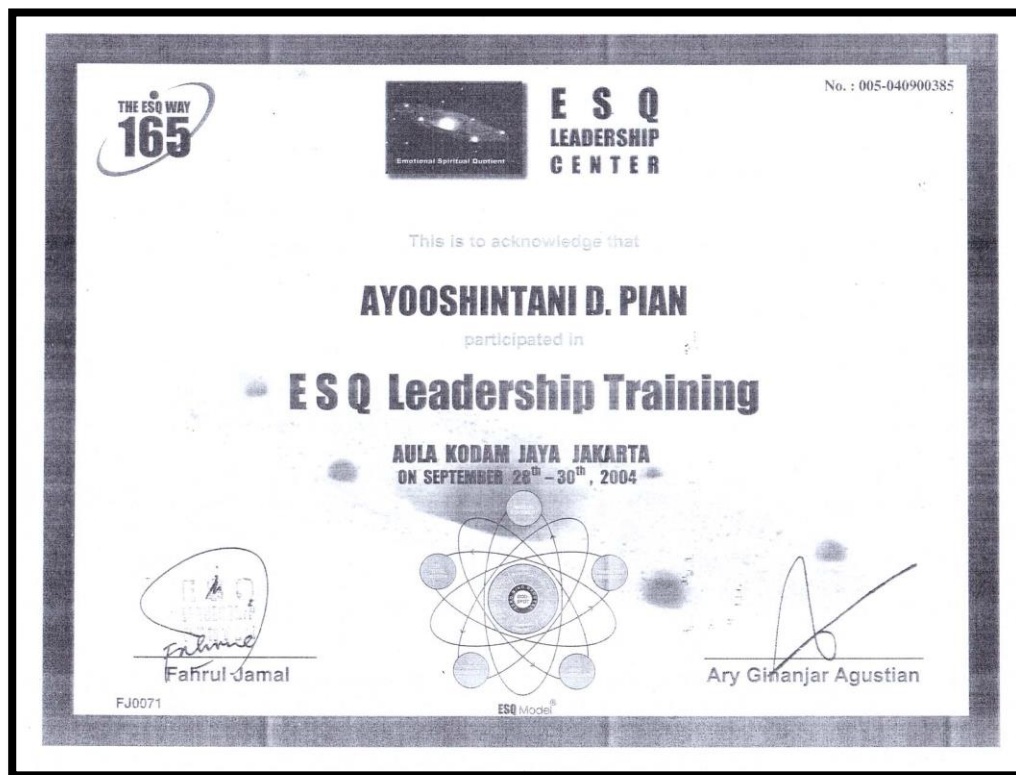 THE ESQ WAY
165
Emotional Spiritual Quotient
E S Q
LEADERSHIP
CENTER
No. : 005-040900385
This is to acknowledge that
AYOOSHINTANI D. PIAN
participated in
E S Q Leadership Training
AULA KODAM JAYA JAKARTA
ON SEPTEMBER 28th – 30th , 2004
Fahrul Jamal
Ary Ginanjar Agustian
FJ0071
ESQ Model®